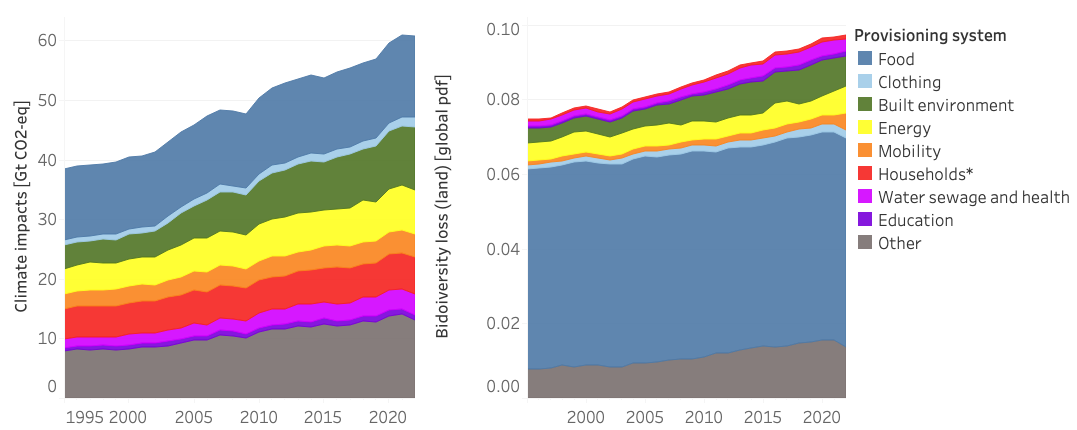 Climate impacts [Gt CO2-eq]
60
50
40
30
20
10
0
1995 2000 2005 2010 2015 2020
Bidoiversity loss (land) [global pdf]
0.10
0.08
0.06
0.04
0.02
0.00
2000 2005 2010 2015 2020
Provisioning system
Food
Clothing
Built environment
Energy
Mobility
Households*
Water sewage and health
Education
Other